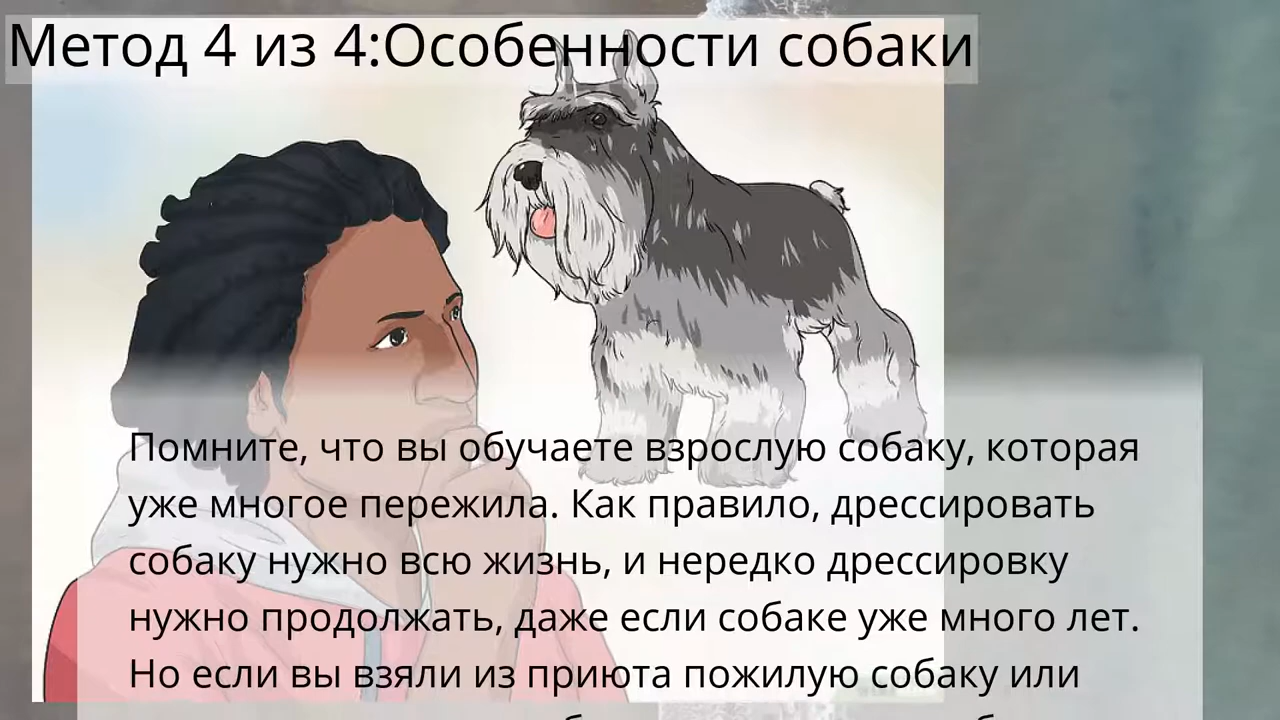 Метод 4 из 4:Особенности собаки
Помните, что вы обучаете взрослую собаку, которая
уже многое пережила. Как правило, дрессировать
собаку нужно всю жизнь, и нередко дрессировку
нужно продолжать, даже если собаке уже много лет.
Но если вы взяли из приюта пожилую собаку или